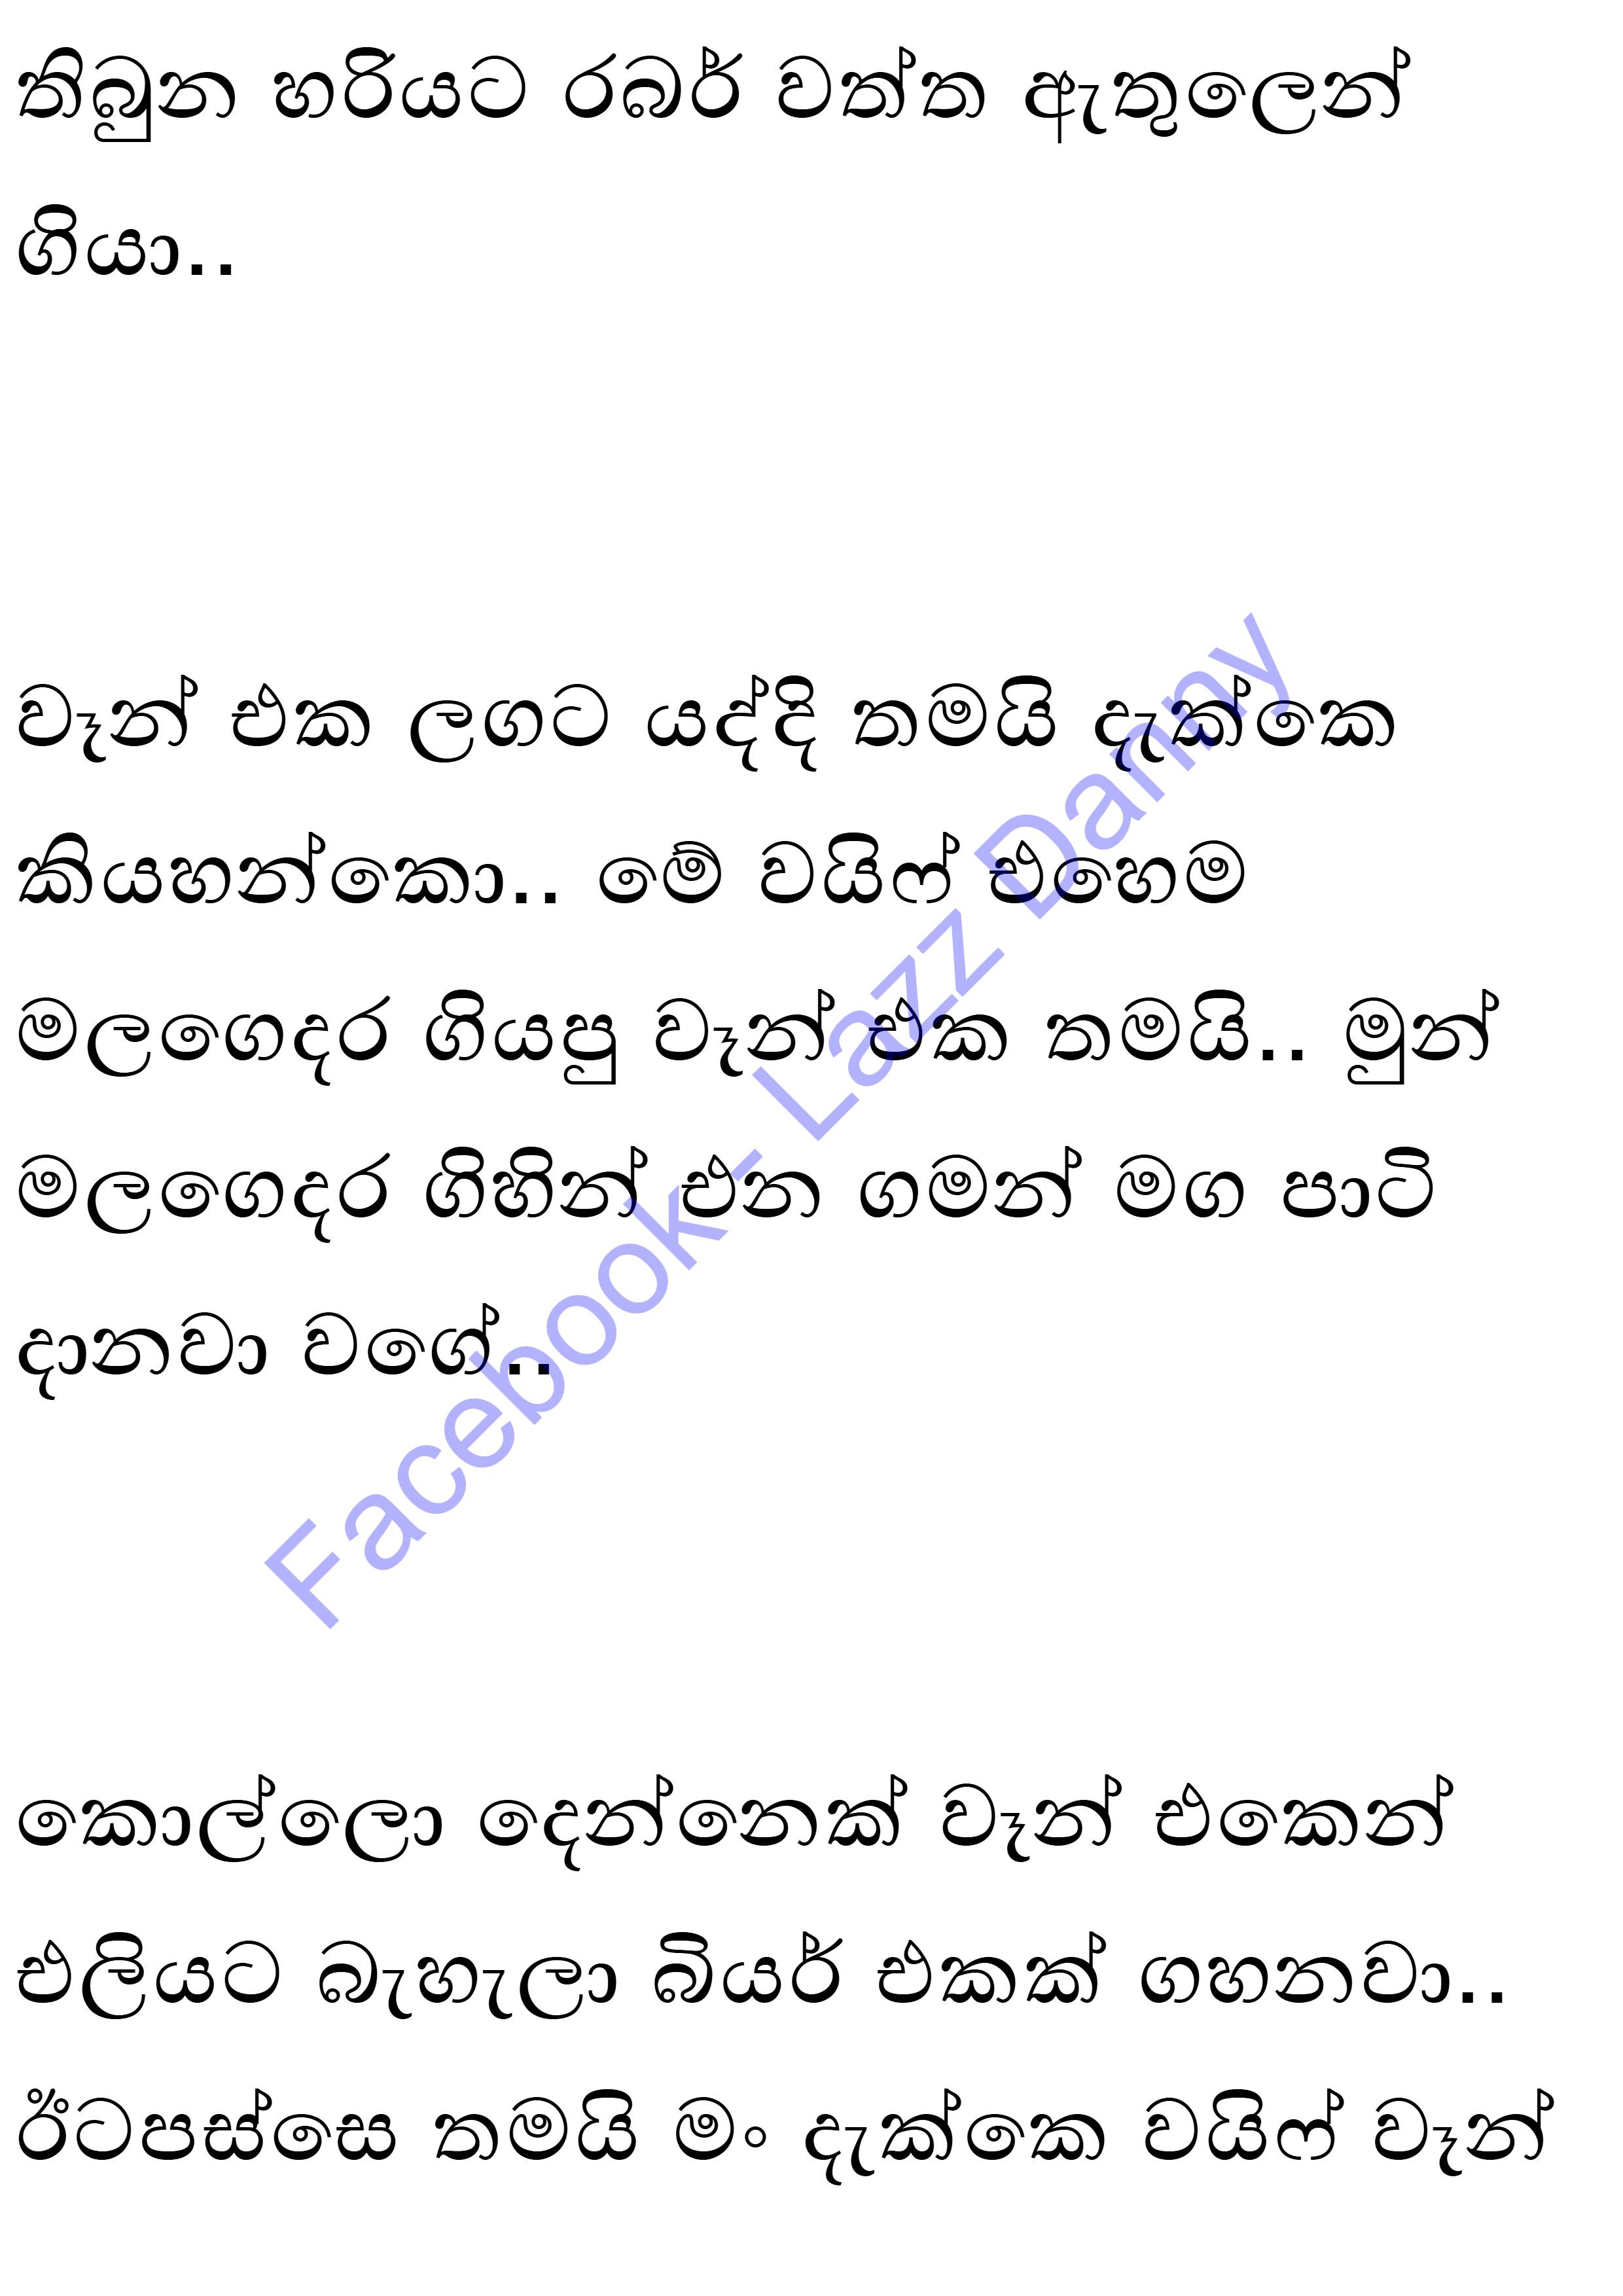 තිබුන හරියට රබර් වත්ත ඇතුලෙන්
ගියා..
වෑන් එක ලගට යද්දි තමයි දැක්කෙ
කියහන්කො.. මේ වයිෆ් එහෙම
මලගෙදර ගියපු වෑන් එක තමයි.. මුන්
මලගෙදර ගිහින් එන ගමන් මග පාටි
දානවා වගේ..
කොල්ලො දෙන්නෙක් වෑන් එකෙන්
එලියට බැහැලා බියර් එකක් ගහනවා..
ඊටපස්සෙ තමයි මං දැක්කෙ වයිෆ් වෑන්
Facebook- Lazz Danny